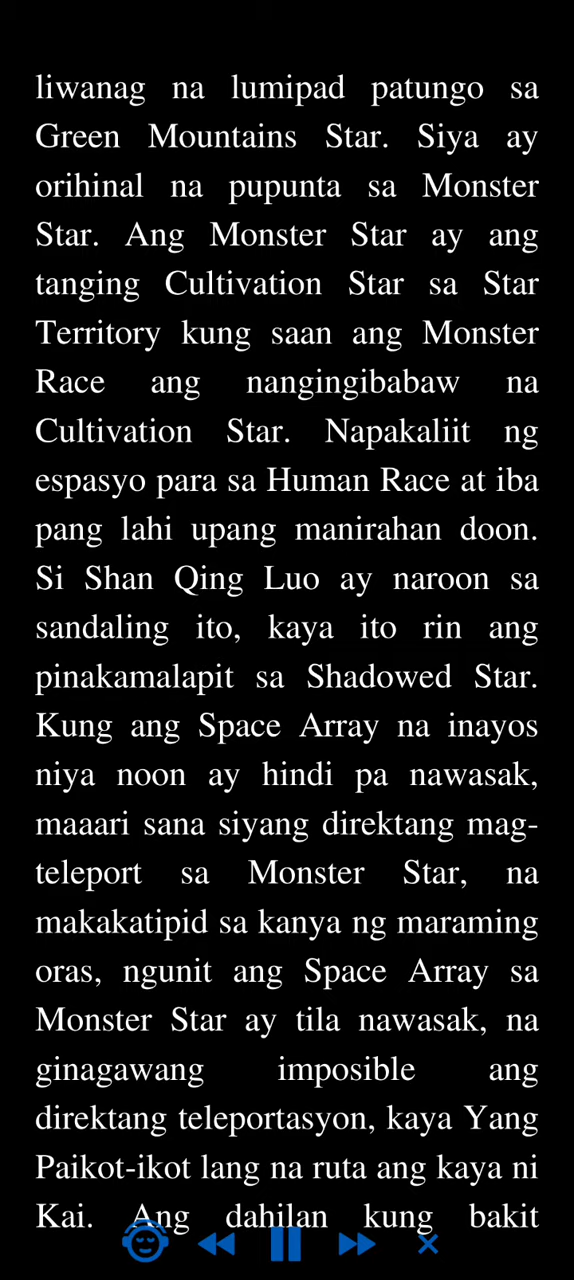 liwanag na lumipad patungo sa
Green Mountains Star. Siya ay
orihinal na pupunta sa Monster
Star. Ang Monster Star ay ang
tanging Cultivation Star sa Star
Territory kung saan ang Monster
Race ang nangingibabaw na
Cultivation Star. Napakaliit ng
espasyo para sa Human Race at iba
pang lahi upang manirahan doon.
Si Shan Qing Luo ay naroon sa
sandaling ito, kaya ito rin ang
pinakamalapit sa Shadowed Star.
Kung ang Space Array na inayos
niya noon ay hindi pa nawasak,
maaari sana siyang direktang mag-
teleport sa Monster Star, na
makakatipid sa kanya ng maraming
oras, ngunit ang Space Array sa
Monster Star ay tila nawasak, na
ginagawang imposible ang
direktang teleportasyon, kaya Yang
Paikot-ikot lang na ruta ang kaya ni
Kai. Ang dahilan kung bakit